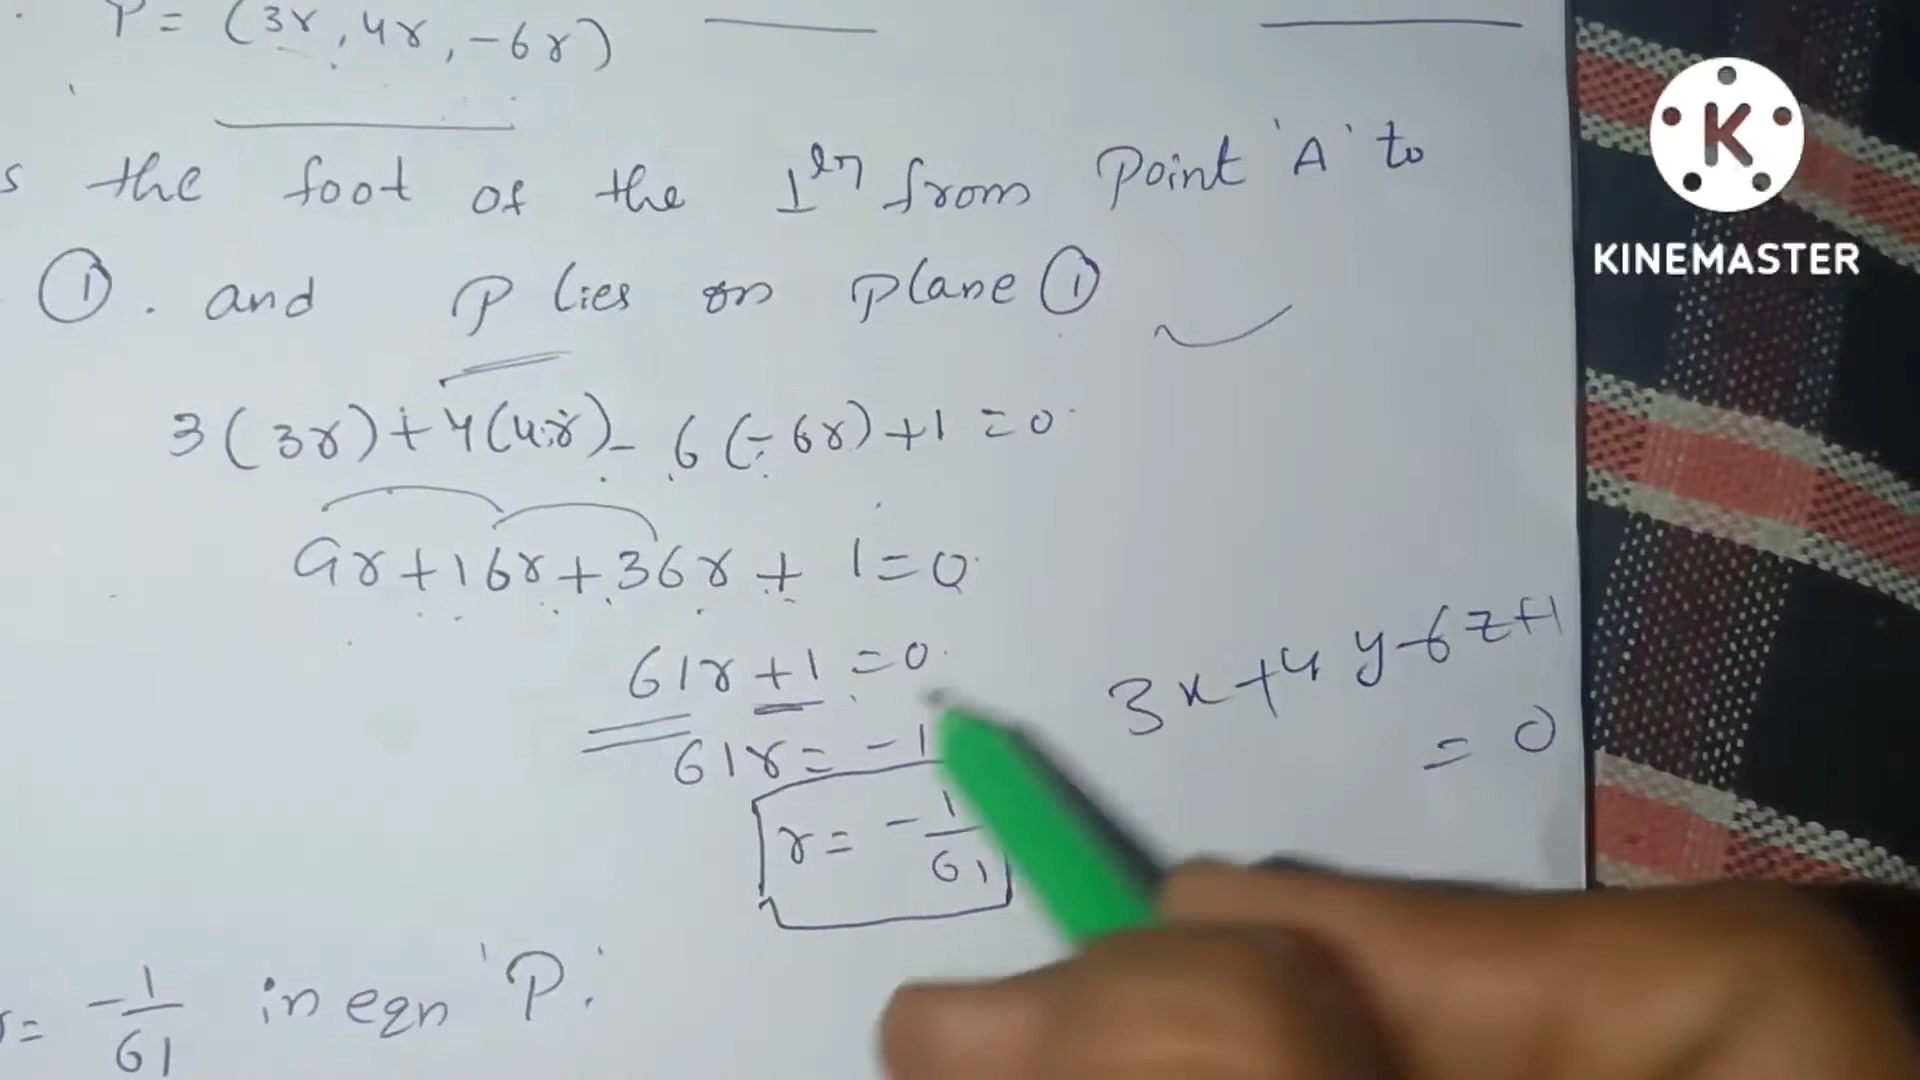 P = (3r, 4r, -6r)
s the foot of the ⊥er from Point 'A' to
①. and P lies on plane ①
3(3r)+4(4r)- 6(-6r)+1=0
9r+16r+36r+ 1=0
61r+1=0
61r=-1
r= -1/61
3x+4y-6z+1
= 0
r= -1/61 in eqn 'P'
K
KINEMASTER